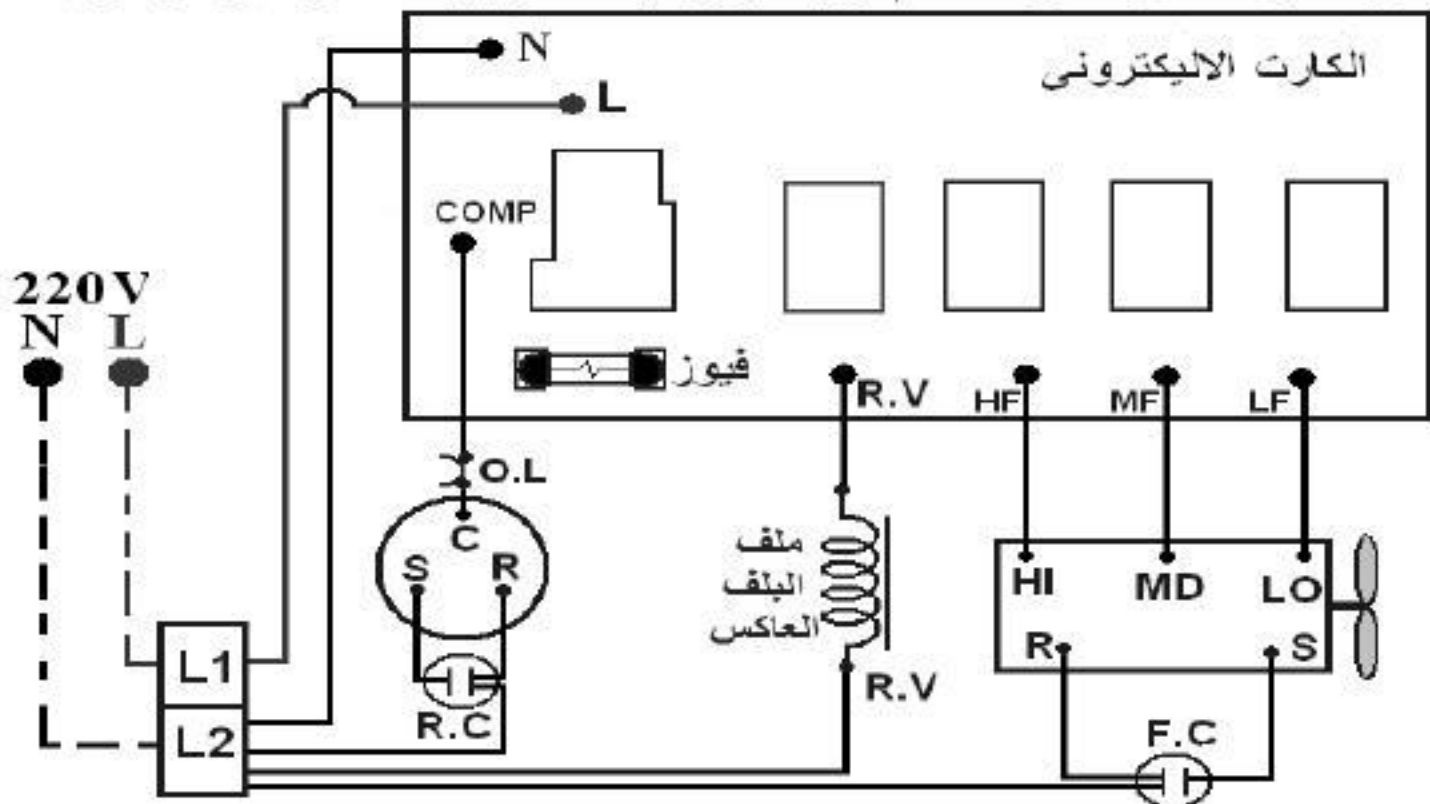 N
الكارت الاليكترونى
L
COMP
220V
N L
فيوز
R.V HF MF LF
O.L
C
S R
ملف
البلف
العاكس
HI MD LO
R S
L1
R.V
R.C
L2
F.C